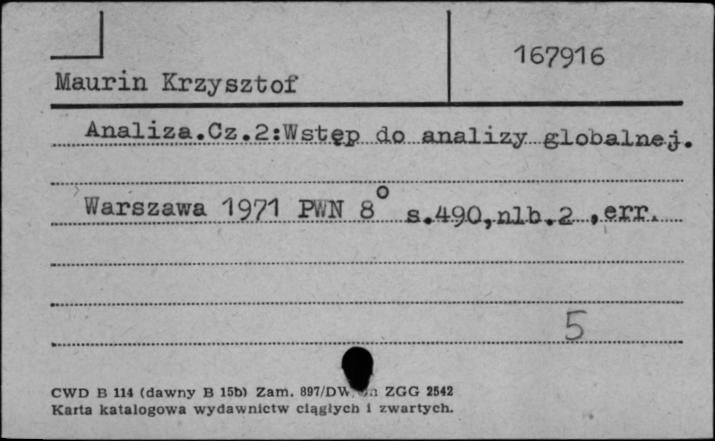 167916
Maurin Krzysztof
Analiza.Cz.2:Wstęp do analizy globalnej.
Warszawa 1971 PWN 8° s.490,nlb.2 ,err.
5
CWD B 114 (dawny B 15b) Zam. 897/DW ZGG 2542
Karta katalogowa wydawnictw ciągłych i zwartych.